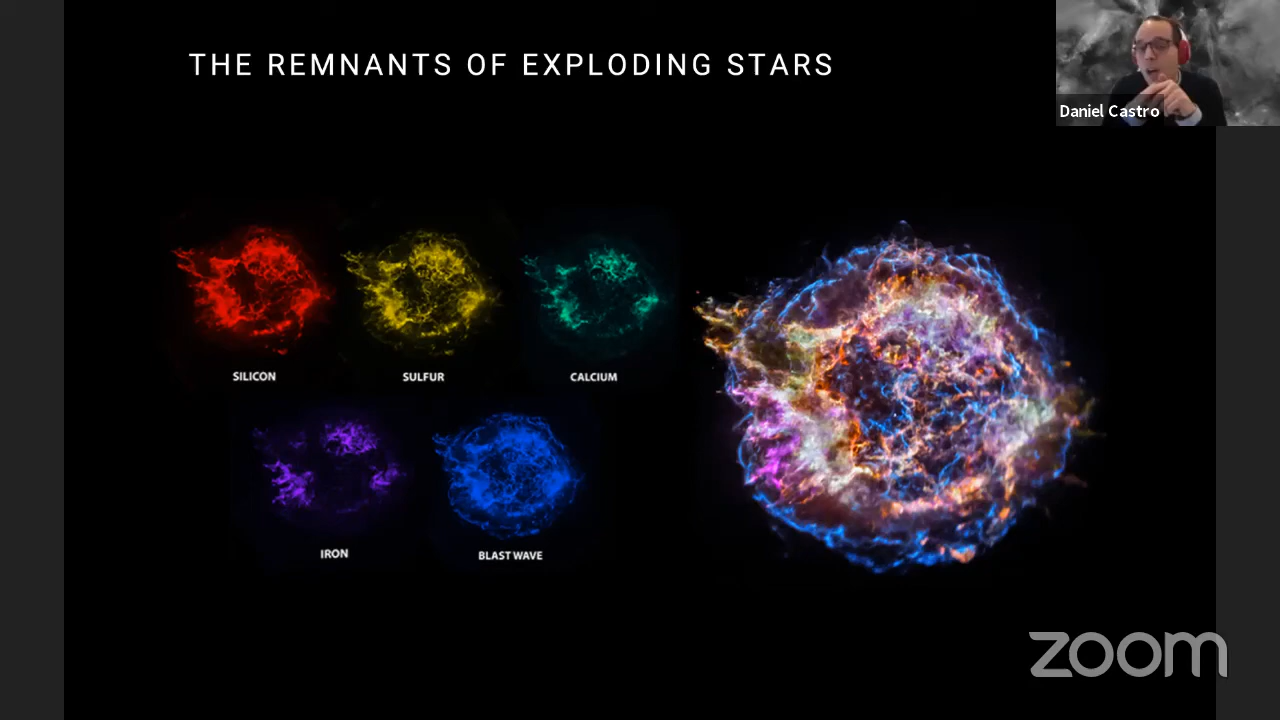 THE REMNANTS OF EXPLODING STARS
Daniel Castro
SILICON
SULFUR
CALCIUM
IRON
BLAST WAVE
zoom